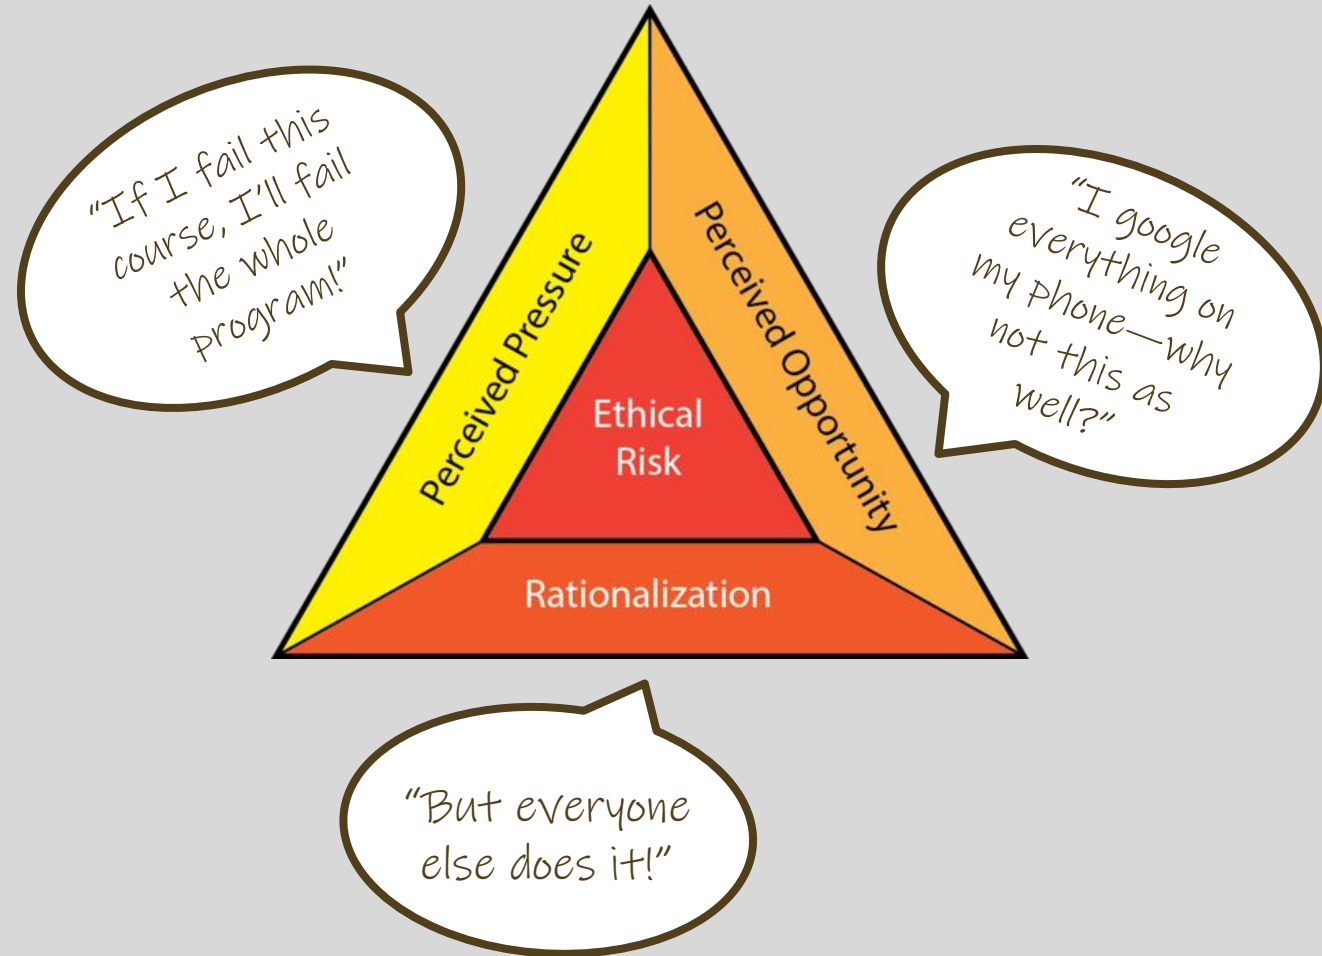 “If I fail this
course, I’ll fail
the whole
program!”
Perceived Pressure
Perceived Opportunity
“I google
everything on
my phone—why
not this as
well?”
Ethical
Risk
Rationalization
“But everyone
else does it!”